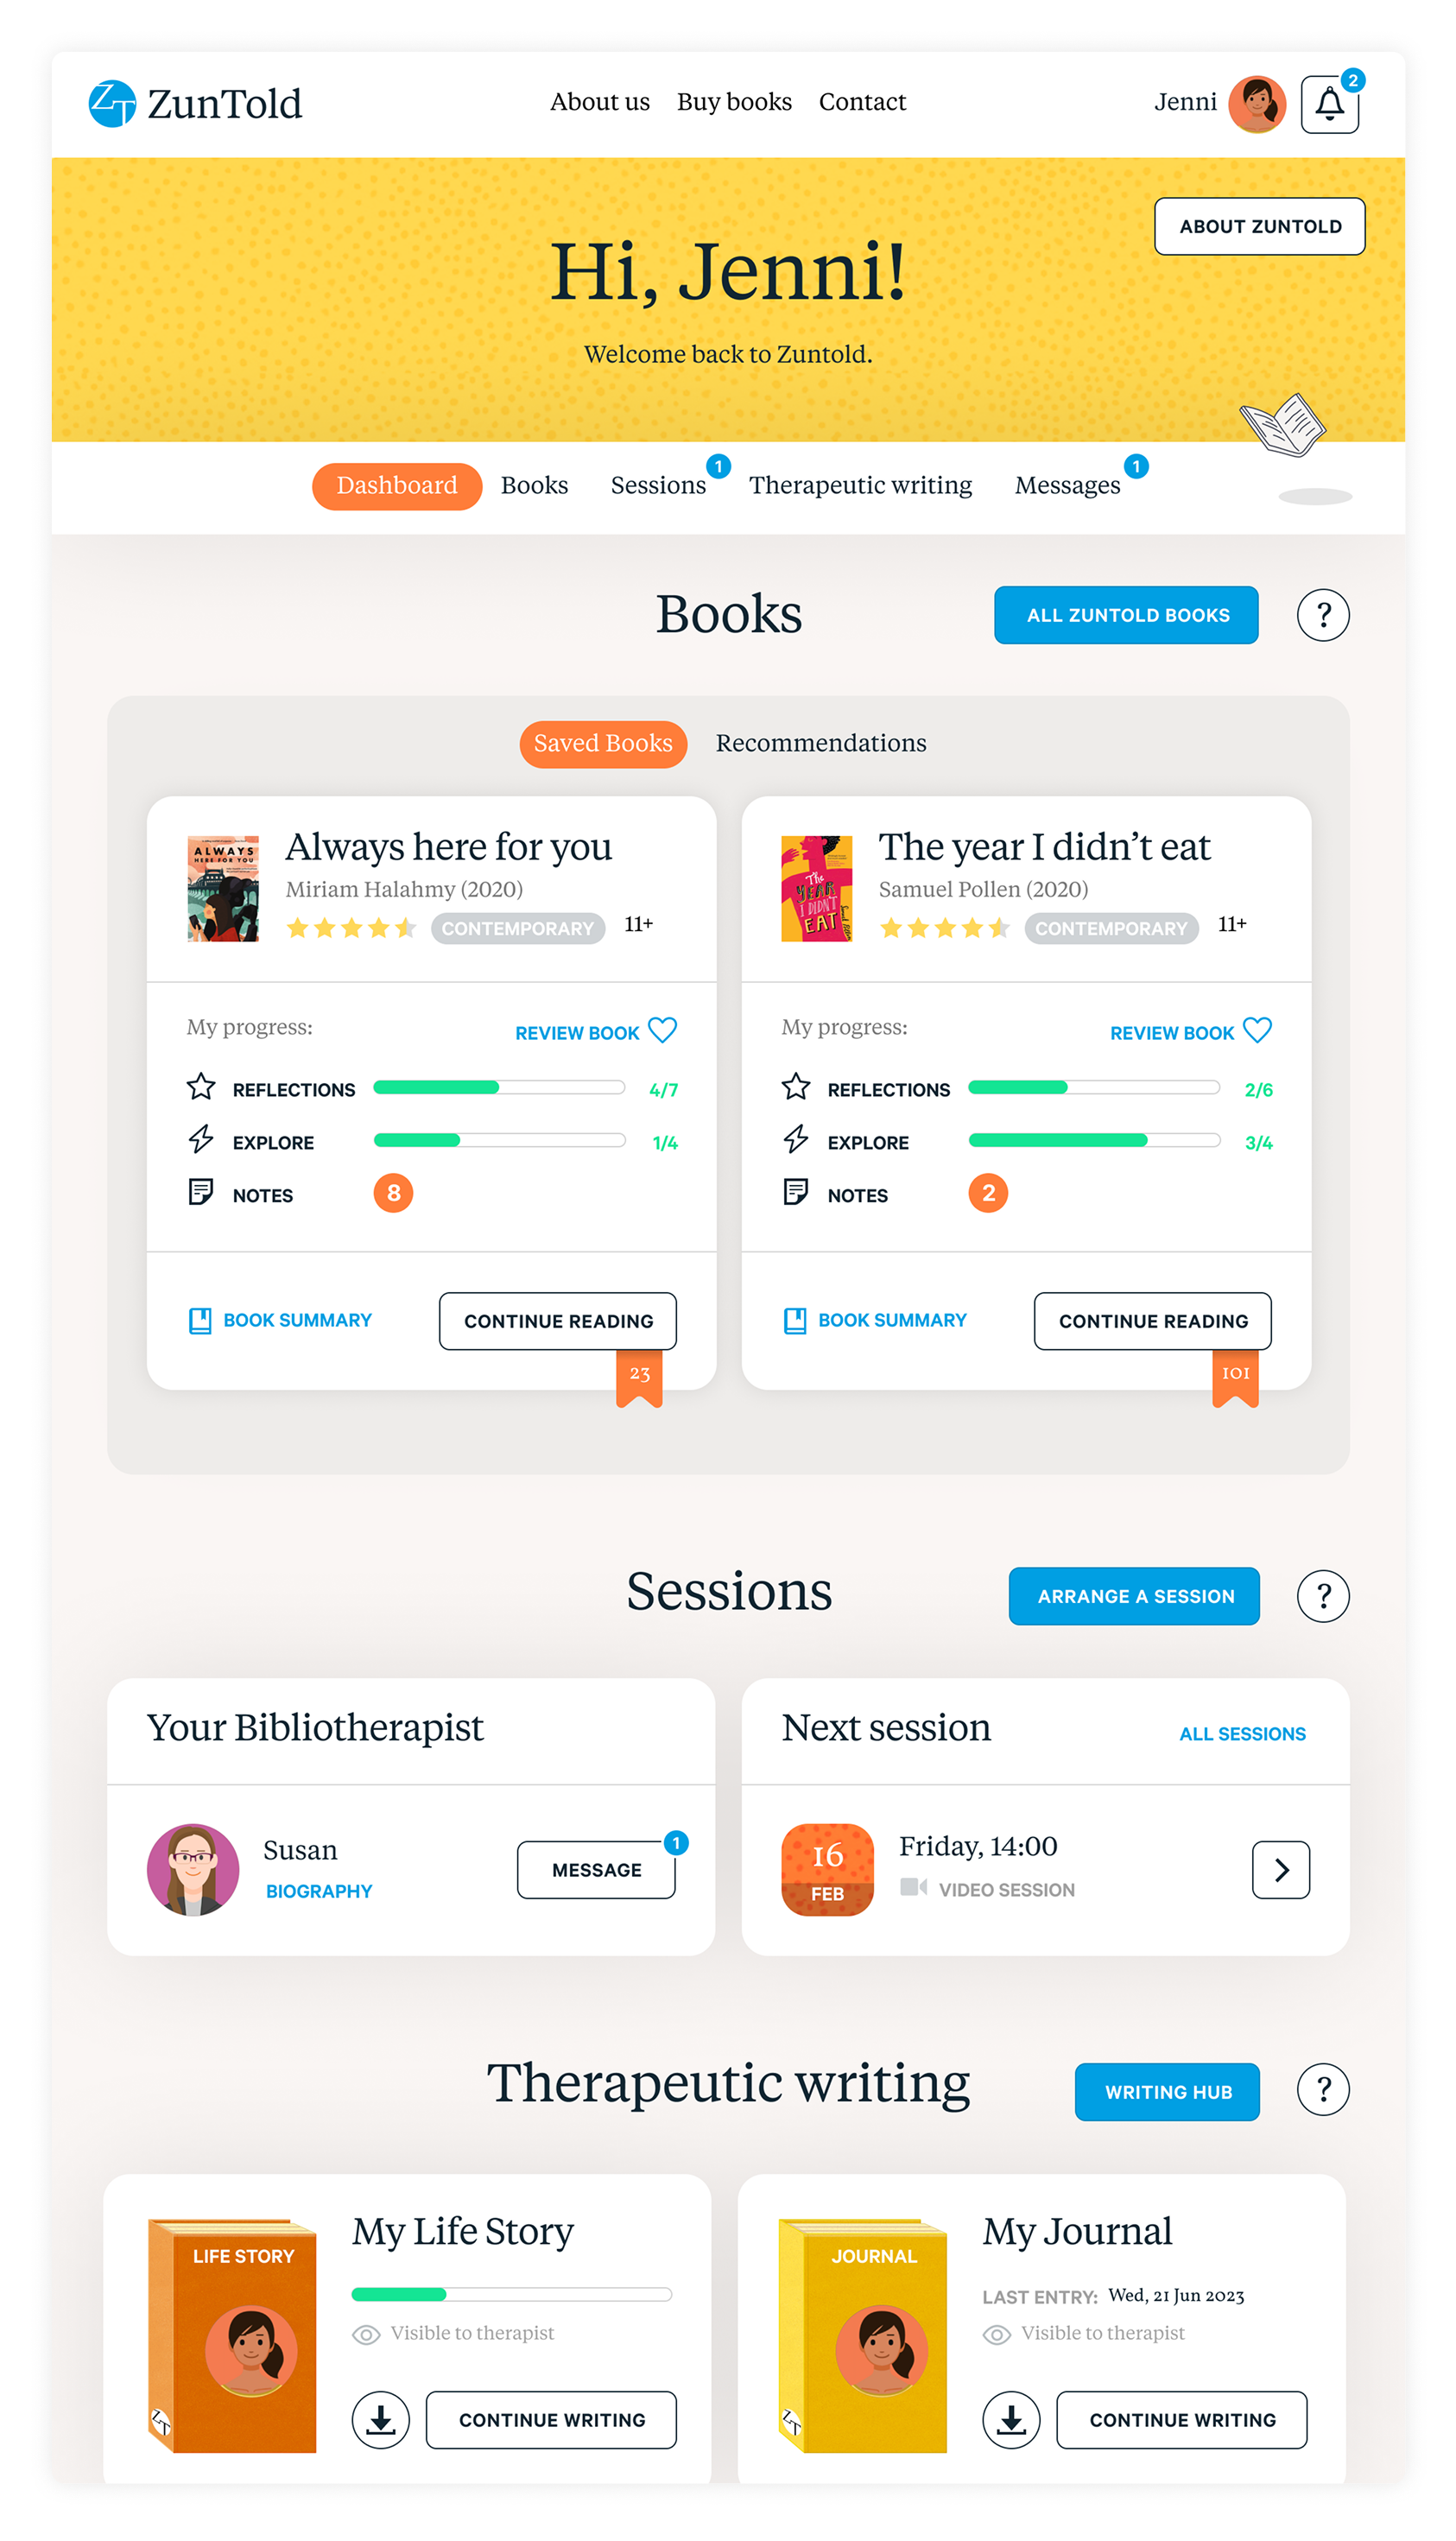 ZT ZunTold
About us Buy books Contact
Jenni 2
ABOUT ZUNTOLD
Hi, Jenni!
Welcome back to Zuntold.
Dashboard Books Sessions 1 Therapeutic writing Messages 1
Books
ALL ZUNTOLD BOOKS ?
Saved Books Recommendations
ALWAYS
HERE FOR YOU
Always here for you
Miriam Halahmy (2020)
CONTEMPORARY 11+
My progress: REVIEW BOOK
REFLECTIONS 4/7
EXPLORE 1/4
NOTES 8
BOOK SUMMARY CONTINUE READING
23
The
YEAR
I DIDN'T
EAT
The year I didn’t eat
Samuel Pollen (2020)
CONTEMPORARY 11+
My progress: REVIEW BOOK
REFLECTIONS 2/6
EXPLORE 3/4
NOTES 2
BOOK SUMMARY CONTINUE READING
101
Sessions
ARRANGE A SESSION ?
Your Bibliotherapist
Susan
BIOGRAPHY
MESSAGE 1
Next session ALL SESSIONS
16
FEB
Friday, 14:00
VIDEO SESSION
Therapeutic writing
WRITING HUB ?
LIFE STORY
ZT
My Life Story
Visible to therapist
CONTINUE WRITING
JOURNAL
ZT
My Journal
LAST ENTRY: Wed, 21 Jun 2023
Visible to therapist
CONTINUE WRITING